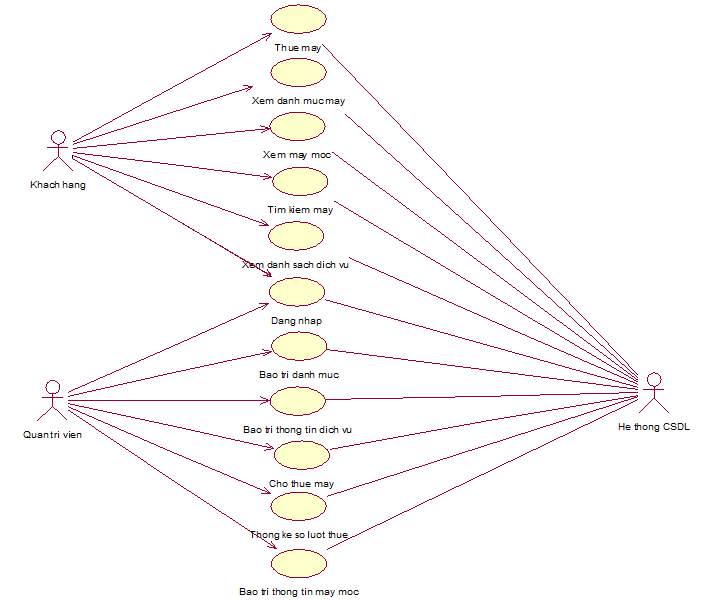 Thue may
Xem danh muc may
Xem may moc
Khach hang
Tim kiem may
Xem danh sach dich vu
Dang nhap
Bao tri danh muc
He thong CSDL
Bao tri thong tin dich vu
Quan tri vien
Cho thue may
Thong ke so luot thue
Bao tri thong tin may moc